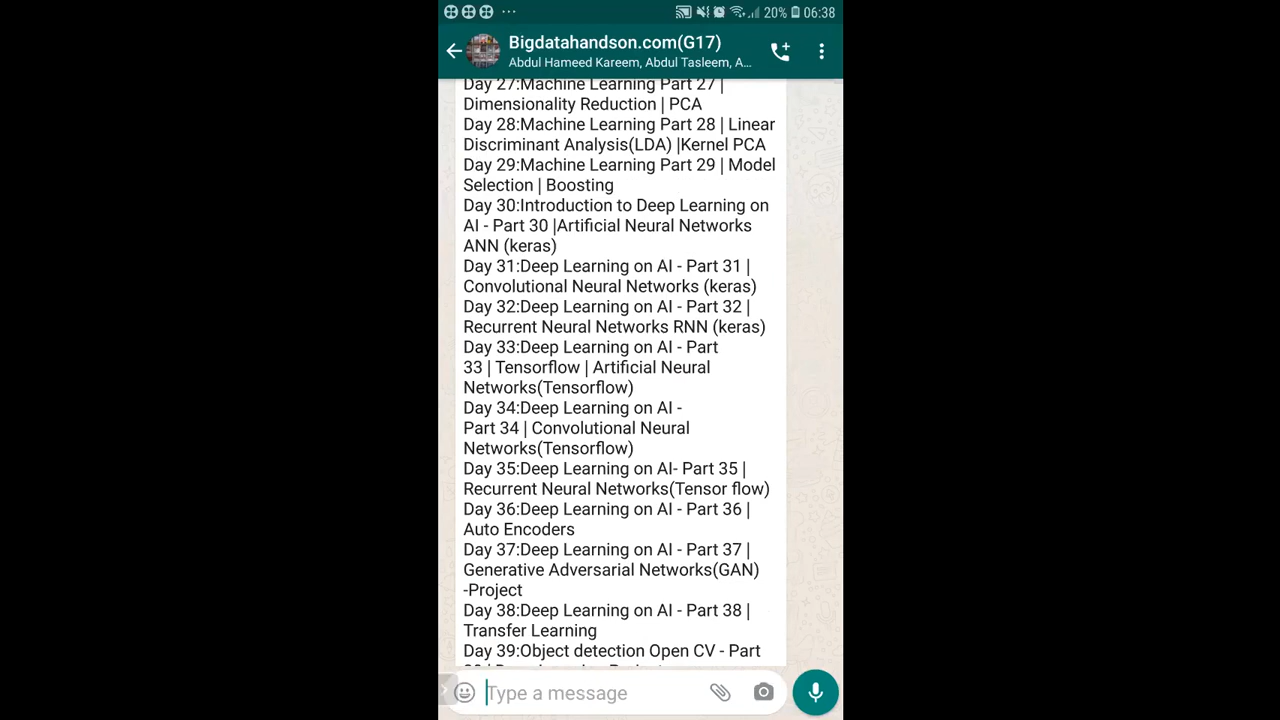 20% 06:38
Bigdatahandson.com(G17)
Abdul Hameed Kareem, Abdul Tasleem, A...
Day 27:Machine Learning Part 27 |
Dimensionality Reduction | PCA
Day 28:Machine Learning Part 28 | Linear
Discriminant Analysis(LDA) |Kernel PCA
Day 29:Machine Learning Part 29 | Model
Selection | Boosting
Day 30:Introduction to Deep Learning on
AI - Part 30 |Artificial Neural Networks
ANN (keras)
Day 31:Deep Learning on AI - Part 31 |
Convolutional Neural Networks (keras)
Day 32:Deep Learning on AI - Part 32 |
Recurrent Neural Networks RNN (keras)
Day 33:Deep Learning on AI - Part
33 | Tensorflow | Artificial Neural
Networks(Tensorflow)
Day 34:Deep Learning on AI -
Part 34 | Convolutional Neural
Networks(Tensorflow)
Day 35:Deep Learning on AI- Part 35 |
Recurrent Neural Networks(Tensor flow)
Day 36:Deep Learning on AI - Part 36 |
Auto Encoders
Day 37:Deep Learning on AI - Part 37 |
Generative Adversarial Networks(GAN)
-Project
Day 38:Deep Learning on AI - Part 38 |
Transfer Learning
Day 39:Object detection Open CV - Part
Type a message